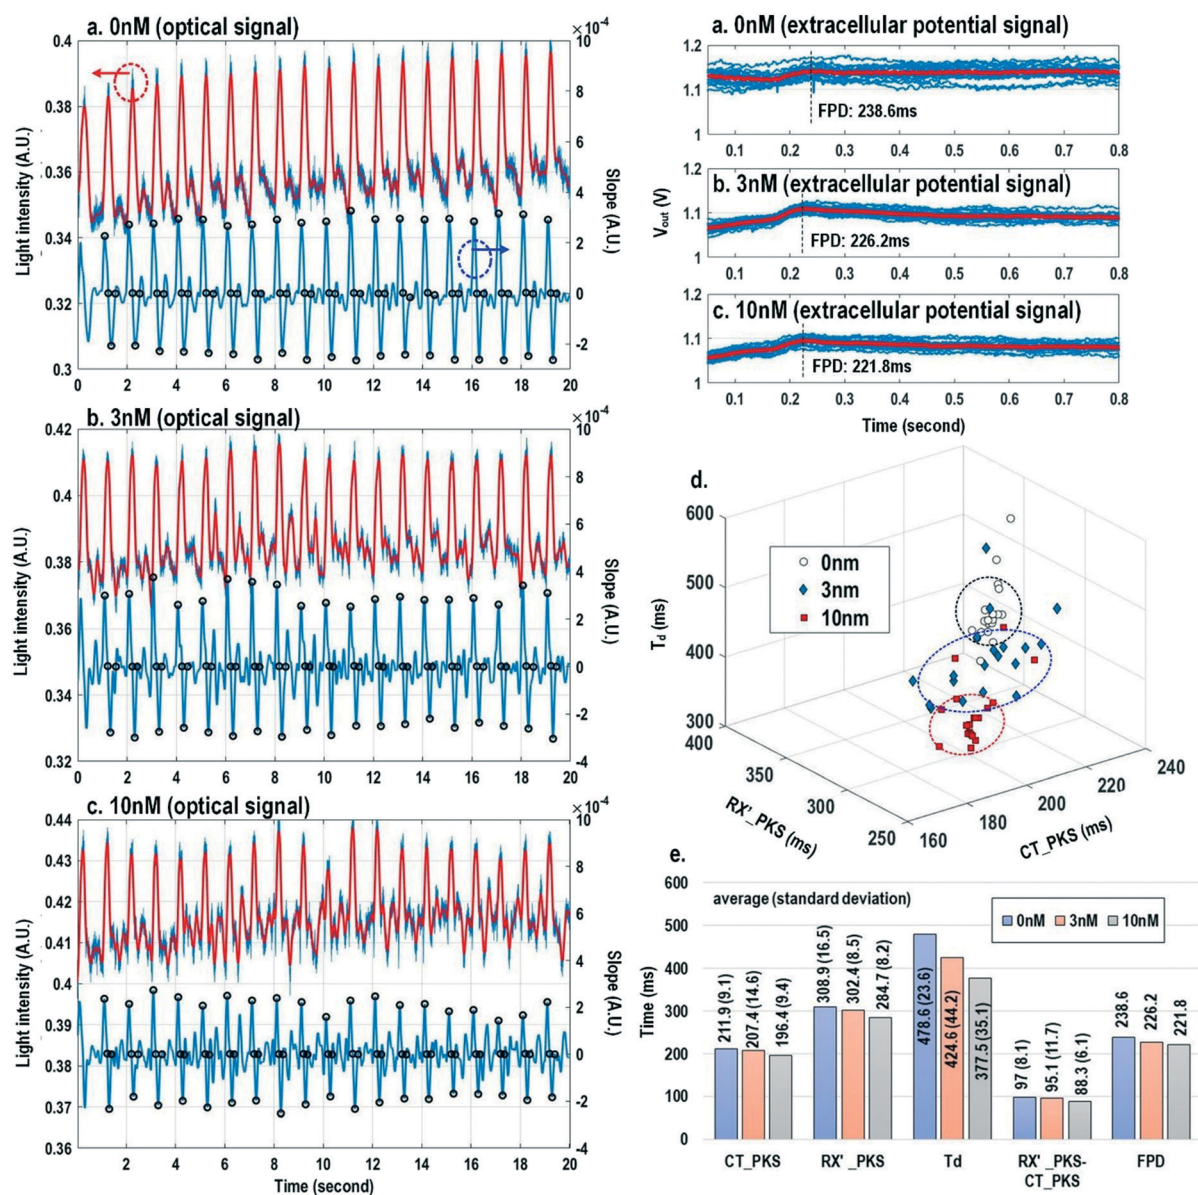 a. 0nM (optical signal)
×10⁻⁴
0.4
0.38
0.36
0.34
0.32
0.3
10
8
6
4
2
0
-2
0 2 4 6 8 10 12 14 16 18 20
Light intensity (A.U.)
Slope (A.U.)
b. 3nM (optical signal)
×10⁻⁴
0.42
0.4
0.38
0.36
0.34
0.32
10
8
6
4
2
0
-2
-4
0 2 4 6 8 10 12 14 16 18 20
Light intensity (A.U.)
Slope (A.U.)
c. 10nM (optical signal)
×10⁻⁴
0.44
0.43
0.42
0.41
0.4
0.39
0.38
0.37
0.36
10
8
6
4
2
0
-2
-4
2 4 6 8 10 12 14 16 18 20
Light intensity (A.U.)
Slope (A.U.)
Time (second)
a. 0nM (extracellular potential signal)
1.2
1.1
1
FPD: 238.6ms
0.1 0.2 0.3 0.4 0.5 0.6 0.7 0.8
b. 3nM (extracellular potential signal)
1.2
1.1
1
Vout (V)
FPD: 226.2ms
0.1 0.2 0.3 0.4 0.5 0.6 0.7 0.8
c. 10nM (extracellular potential signal)
1.2
1.1
1
FPD: 221.8ms
0.1 0.2 0.3 0.4 0.5 0.6 0.7 0.8
Time (second)
d.
600
500
400
300
Td (ms)
0nm
3nm
10nm
400
350
300
250
RX'_PKS (ms)
160
180
200
220
240
CT_PKS (ms)
e.
average (standard deviation)
0nM 3nM 10nM
600
500
400
300
200
100
0
Time (ms)
211.9 (9.1)
207.4 (14.6)
196.4 (9.4)
308.9 (16.5)
302.4 (8.5)
284.7 (8.2)
478.6 (23.6)
424.6 (44.2)
377.5 (35.1)
97 (8.1)
95.1 (11.7)
88.3 (6.1)
238.6
226.2
221.8
CT_PKS
RX' _PKS
Td
RX' _PKS-
CT_PKS
FPD